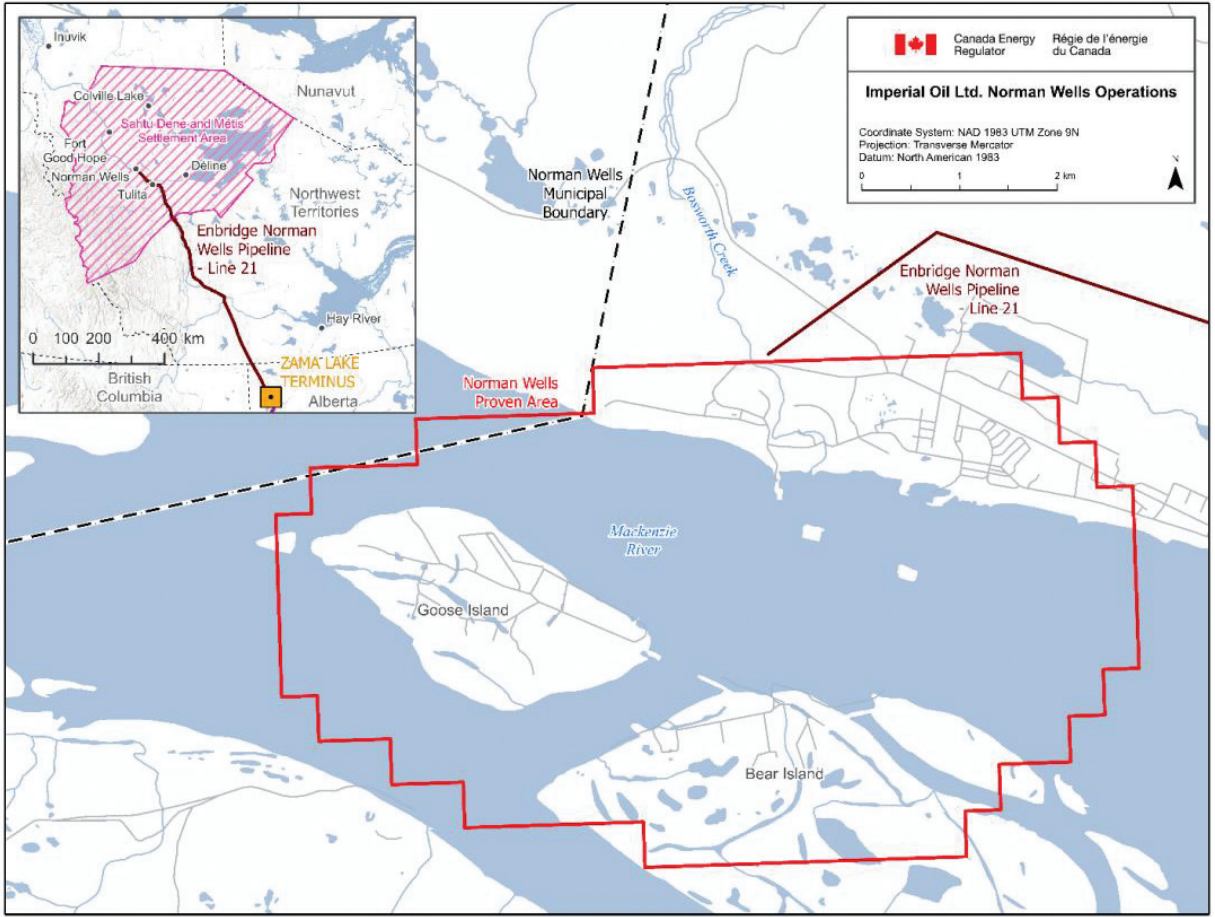 Inuvik
Nunavut
Colville Lake
Sahtu Dene and Métis
Settlement Area
Fort
Good Hope
Norman Wells
Déline
Tulita
Northwest
Territories
Enbridge Norman
Wells Pipeline
- Line 21
Hay River
0 100 200 400 km
ZAMA LAKE
TERMINUS
British
Columbia
Alberta
Canada Energy
Regulator
Régie de l'énergie
du Canada
Imperial Oil Ltd. Norman Wells Operations
Coordinate System: NAD 1983 UTM Zone 9N
Projection: Transverse Mercator
Datum: North American 1983
0 1 2 km
N
Norman Wells
Municipal
Boundary
Bosworth Creek
Enbridge Norman
Wells Pipeline
- Line 21
Norman Wells
Proven Area
Mackenzie
River
Goose Island
Bear Island